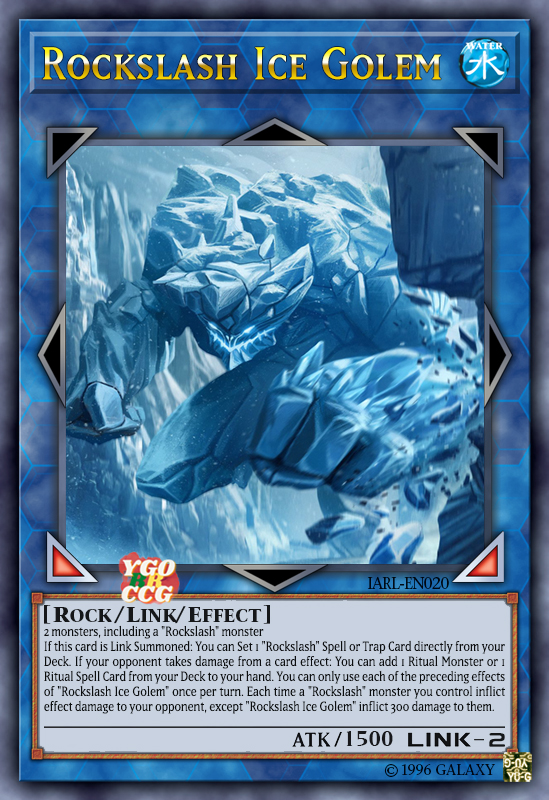 Rockslash Ice Golem
WATER
水
YGO
CCG
IARL-EN020
[Rock/Link/Effect]
2 monsters, including a "Rockslash" monster
If this card is Link Summoned: You can Set 1 "Rockslash" Spell or Trap Card directly from your
Deck. If your opponent takes damage from a card effect: You can add 1 Ritual Monster or 1
Ritual Spell Card from your Deck to your hand. You can only use each of the preceding effects
of "Rockslash Ice Golem" once per turn. Each time a "Rockslash" monster you control inflict
effect damage to your opponent, except "Rockslash Ice Golem" inflict 300 damage to them.
ATK/1500 LINK-2
©1996 GALAXY